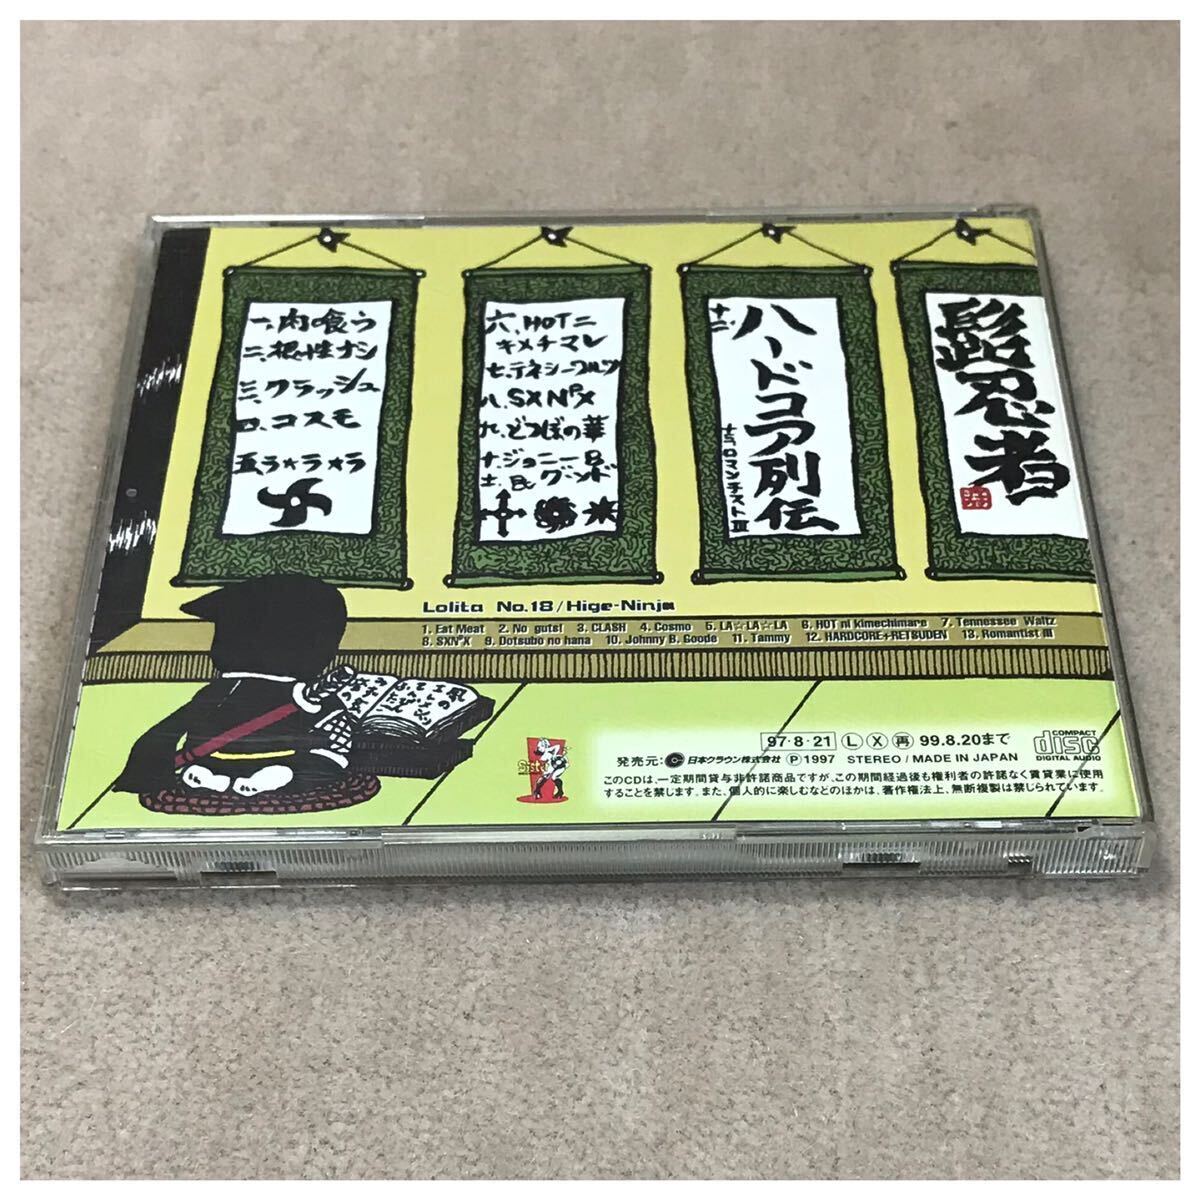 一、肉喰う
二、根性ナシ
三、クラッシュ
四、コスモ
五ラ☆ラ☆ラ
六、HOTニ
キメチマレ
七、テネシーワルツ
八、SXNPX
九、どつぼの華
十、ジョニーB
グッド
十二、ハードコア列伝
十三、ロマンチストIII
髭忍者
Lolita No.18/Hige-Ninja
1. Eat Meat 2. No guts! 3. CLASH 4. Cosmo 5. LA☆LA☆LA 6. HOT ni kimechimare 7. Tennessee Waltz
8. SXNPX 9. Dotsubo no hana 10. Johnny B. Goode 11. Tammy 12. HARDCORE★RETSUDEN 13. Romantist III
Sister
97・8・21 L X 再 99.8.20まで
COMPACT
disc
DIGITAL AUDIO
発売元: 日本クラウン株式会社 Ⓟ1997 STEREO/MADE IN JAPAN
このCDは、一定期間貸与非許諾商品ですが、この期間経過後も権利者の許諾なく賃貸業に使用
することを禁じます。また、個人的に楽しむなどのほかは、著作権法上、無断複製は禁じられています。